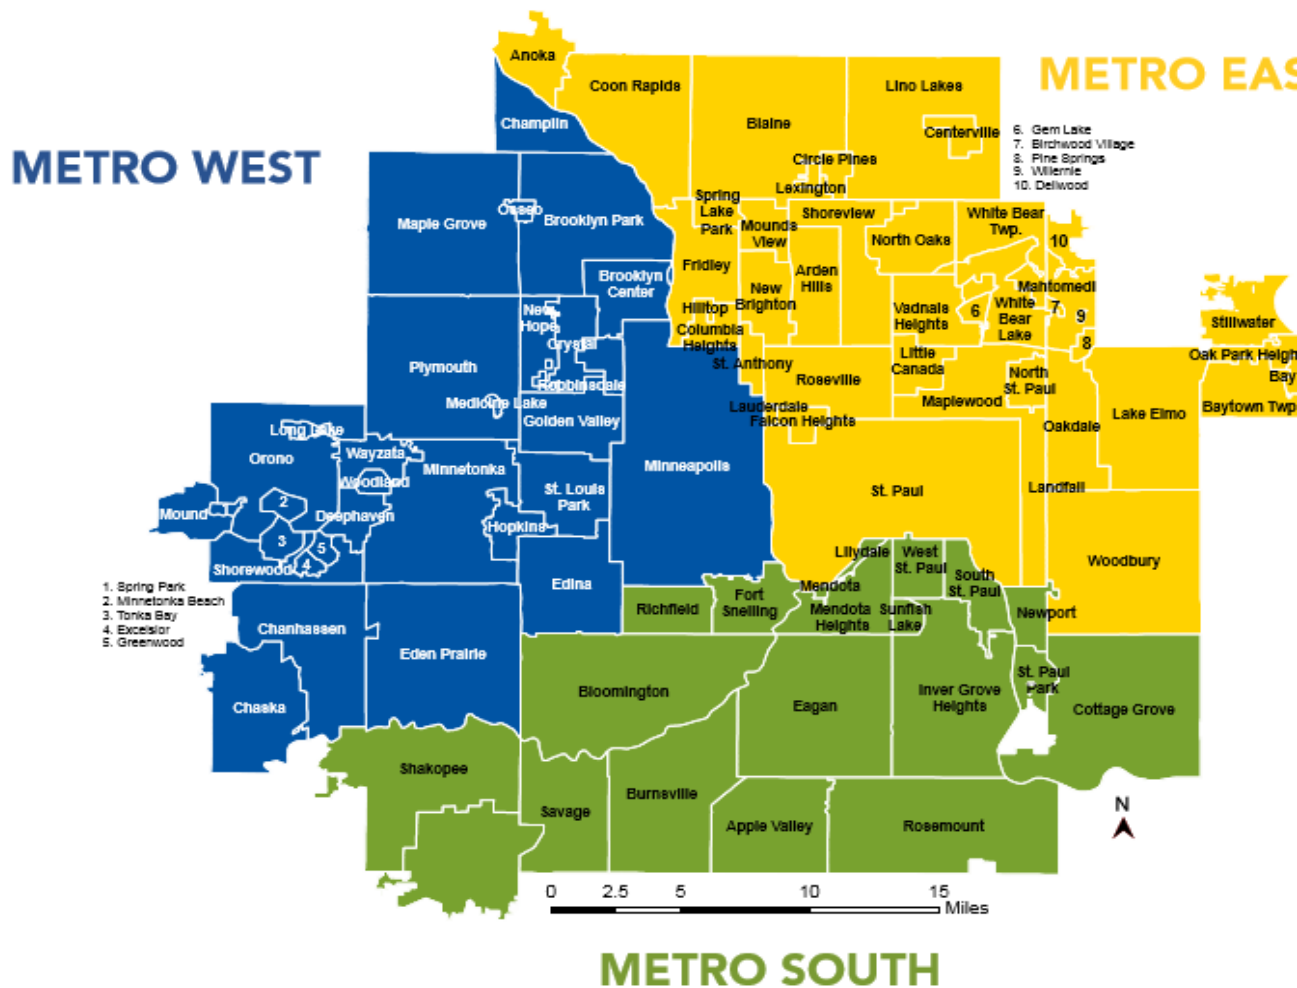 METRO WEST
METRO EAS
6. Gem Lake
7. Birchwood Village
8. Pine Springs
9. Willernie
10. Dellwood
Anoka
Coon Rapids
Blaine
Lino Lakes
Centerville
Champlin
Circle Pines
Lexington
Spring
Lake
Park
Mounds
View
Shoreview
North Oaks
White Bear
Twp.
10
Maple Grove
Osseo
Brooklyn Park
Brooklyn
Center
Fridley
New
Brighton
Arden
Hills
Vadnais
Heights
6
White
Bear
Lake
Mahtomedi
7
9
8
Hilltop
Columbia
Heights
Stillwater
Oak Park Heigh
Bay
Baytown Twp
New
Hope
Crystal
Robbinsdale
Plymouth
Medicine Lake
Golden Valley
St. Anthony
Roseville
Little
Canada
North
St. Paul
Maplewood
Lauderdale
Falcon Heights
Oakdale
Lake Elmo
Long Lake
Orono
Wayzata
Woodland
Minnetonka
Minneapolis
St. Louis
Park
St. Paul
Landfall
Mound
2
Deephaven
Hopkins
3
5
4
Shorewood
Edina
Woodbury
1. Spring Park
2. Minnetonka Beach
3. Tonka Bay
4. Excelsior
5. Greenwood
Lilydale
West
St. Paul
South
St. Paul
Mendota
Mendota
Heights
Sunfish
Lake
Newport
Richfield
Fort
Snelling
Chanhassen
Eden Prairie
Chaska
Bloomington
Eagan
Inver Grove
Heights
St. Paul
Park
Cottage Grove
Shakopee
Savage
Burnsville
Apple Valley
Rosemount
N
0 2.5 5 10 15
Miles
METRO SOUTH